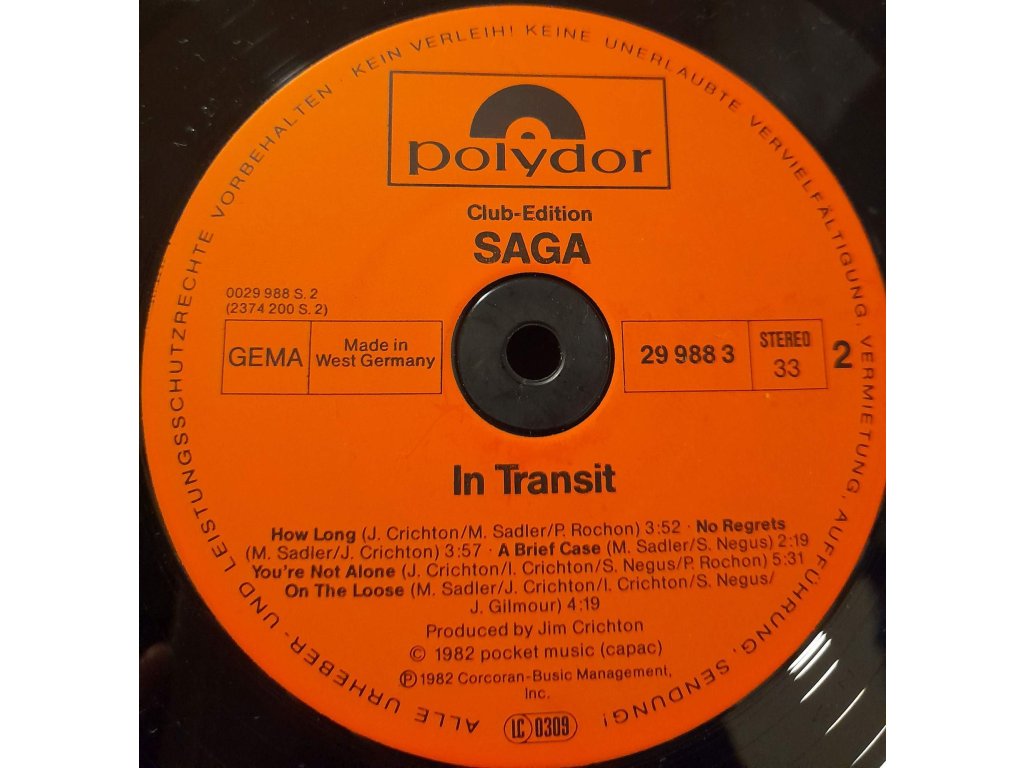 ALLE URHEBER- UND LEISTUNGSSCHUTZRECHTE VORBEHALTEN · KEIN VERLEIH! KEINE UNERLAUBTE VERVIELFÄLTIGUNG, VERMIETUNG, AUFFÜHRUNG, SENDUNG!
polydor
Club-Edition
SAGA
0029 988 S. 2
(2374 200 S. 2)
GEMA
Made in
West Germany
29 988 3
STEREO
33
2
In Transit
How Long (J. Crichton/M. Sadler/P. Rochon) 3:52 · No Regrets
(M. Sadler/J. Crichton) 3:57 · A Brief Case (M. Sadler/S. Negus) 2:19
You're Not Alone (J. Crichton/I. Crichton/S. Negus/P. Rochon) 5:31
On The Loose (M. Sadler/J. Crichton/I. Crichton/S. Negus/
J. Gilmour) 4:19
Produced by Jim Crichton
© 1982 pocket music (capac)
℗ 1982 Corcoran-Busic Management,
Inc.
LC 0309